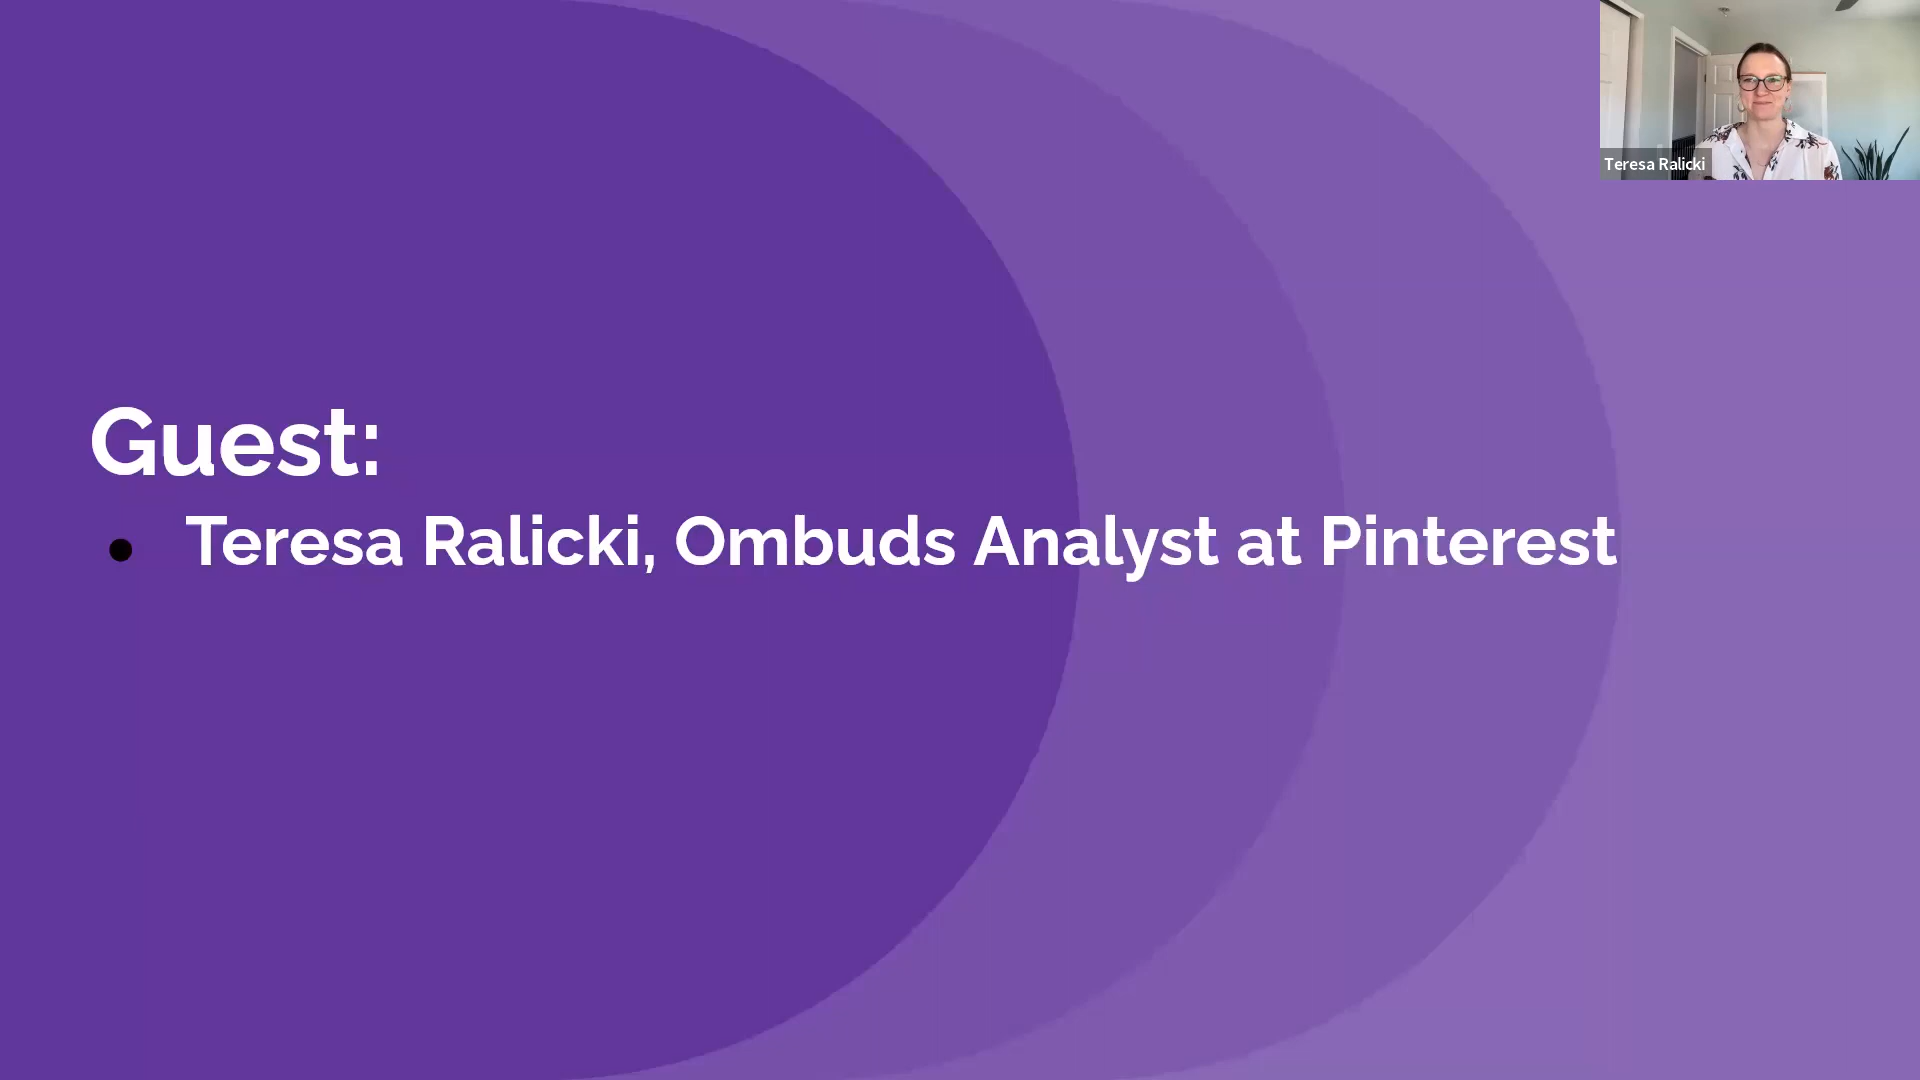 Teresa Ralicki
Guest:
● Teresa Ralicki, Ombuds Analyst at Pinterest